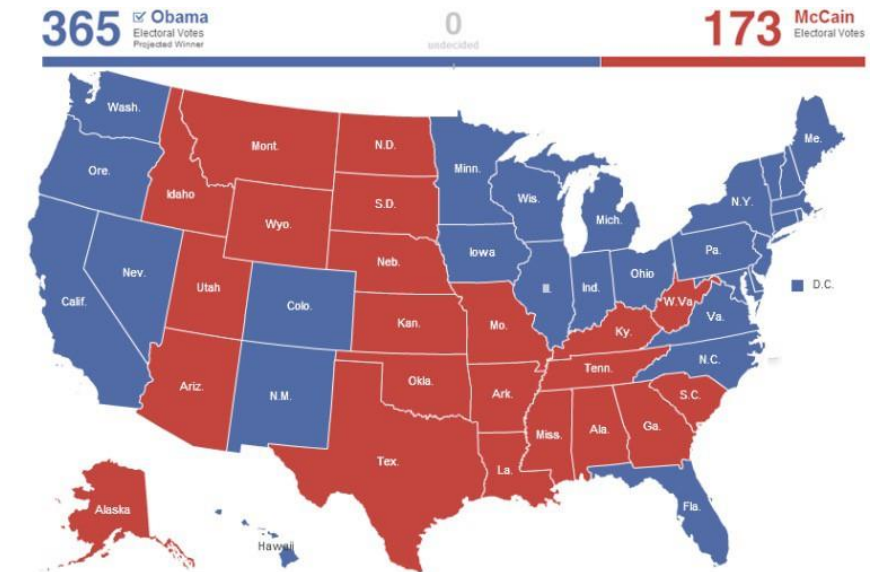 365
☑ Obama
Electoral Votes
Projected Winner
0
undecided
173
McCain
Electoral Votes
Wash.
Ore.
Calif.
Nev.
Idaho
Mont.
Wyo.
Utah
Ariz.
Colo.
N.M.
N.D.
S.D.
Neb.
Kan.
Okla.
Tex.
Minn.
Iowa
Mo.
Ark.
La.
Wis.
Ill.
Mich.
Ind.
Ohio
Ky.
Tenn.
Miss.
Ala.
Ga.
Fla.
S.C.
N.C.
Va.
W.Va.
Pa.
N.Y.
Me.
D.C.
Alaska
Hawaii